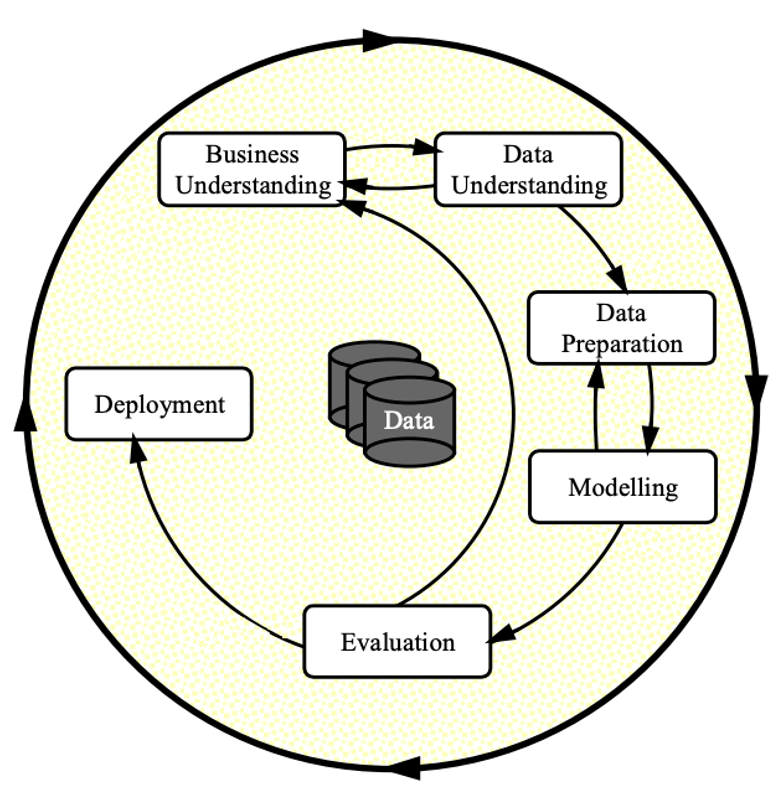 Business
Understanding
Data
Understanding
Data
Preparation
Deployment
Data
Modelling
Evaluation